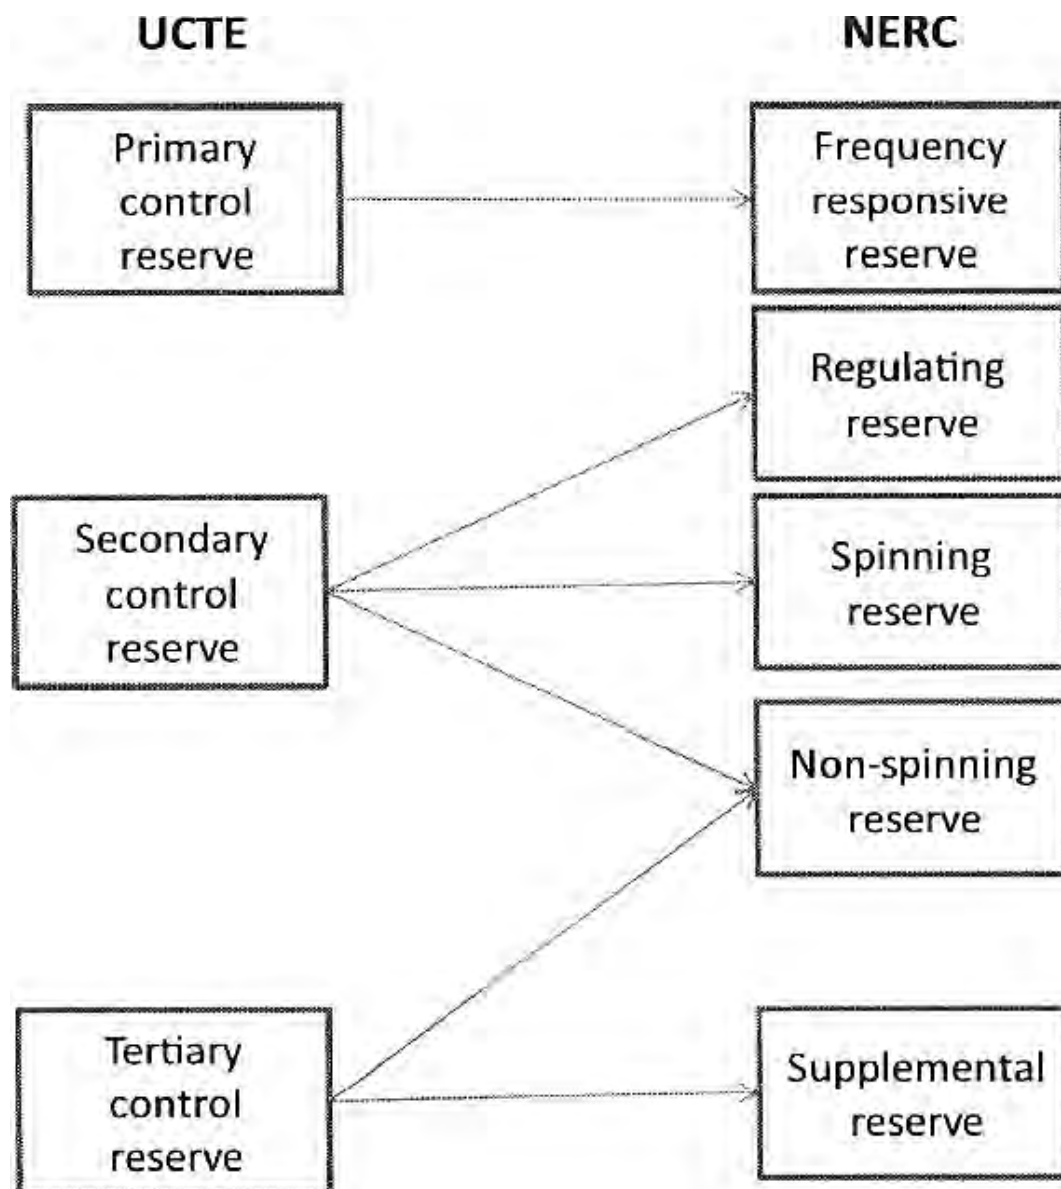 UCTE
NERC
Primary
control
reserve
Frequency
responsive
reserve
Regulating
reserve
Secondary
control
reserve
Spinning
reserve
Non-spinning
reserve
Tertiary
control
reserve
Supplemental
reserve